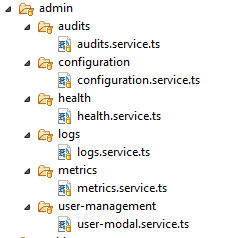 admin
audits
audits.service.ts
configuration
configuration.service.ts
health
health.service.ts
logs
logs.service.ts
metrics
metrics.service.ts
user-management
user-modal.service.ts